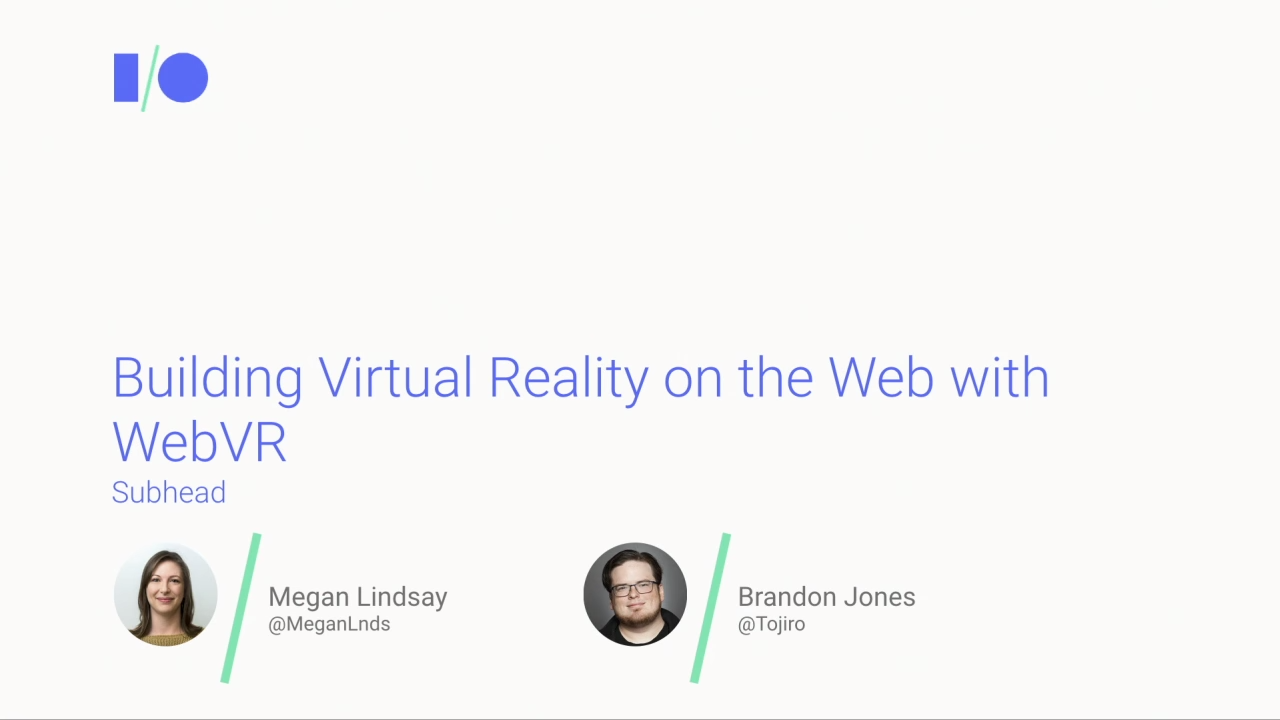 I/O
Building Virtual Reality on the Web with
WebVR
Subhead
Megan Lindsay
@MeganLnds
Brandon Jones
@Tojiro